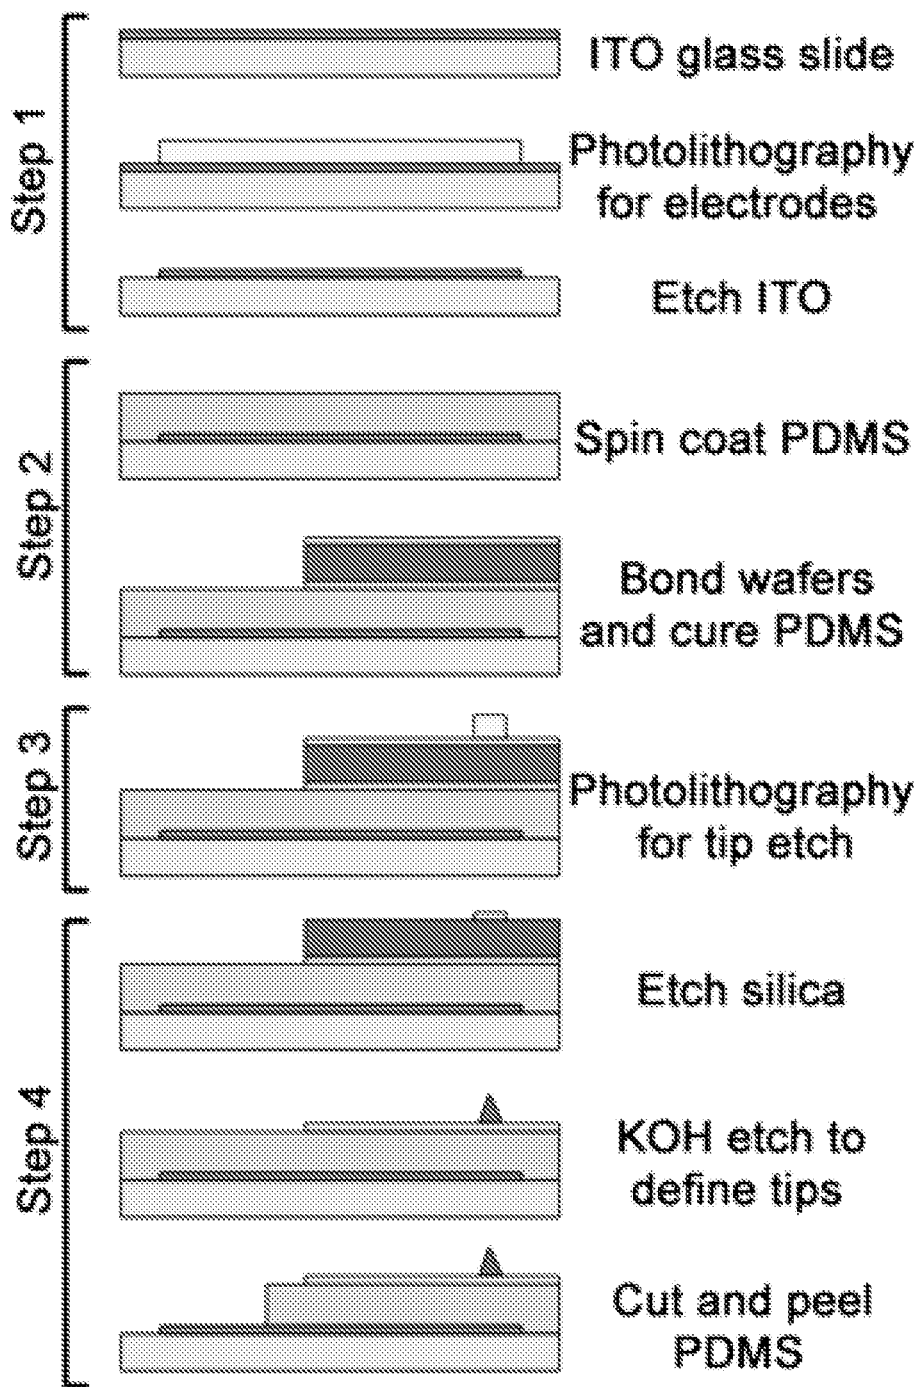 Step 1
ITO glass slide
Photolithography
for electrodes
Etch ITO
Step 2
Spin coat PDMS
Bond wafers
and cure PDMS
Step 3
Photolithography
for tip etch
Step 4
Etch silica
KOH etch to
define tips
Cut and peel
PDMS